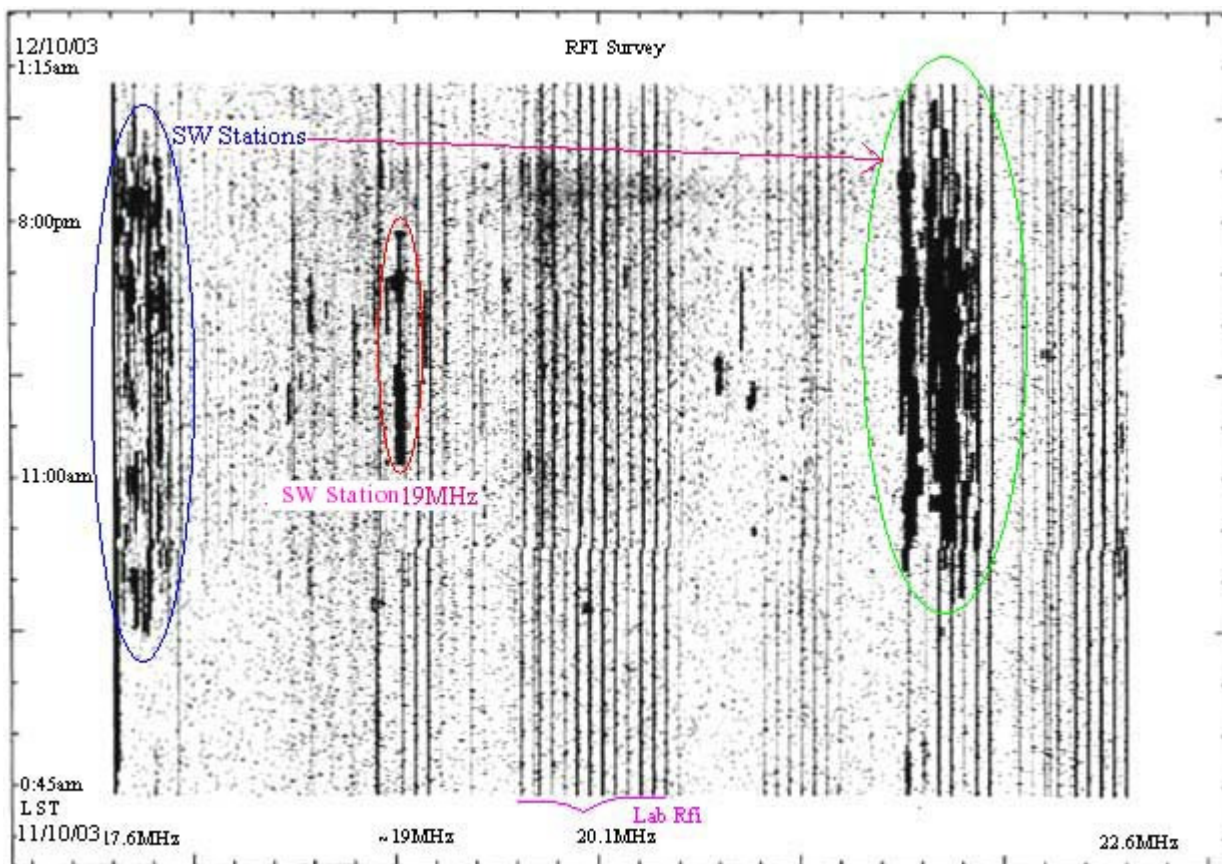 12/10/03
RFI Survey
1:15am
SW Stations
8:00pm
11:00am
SW Station19MHz
0:45am
LST
Lab Rfi
11/10/03
17.6MHz
~19MHz
20.1MHz
22.6MHz